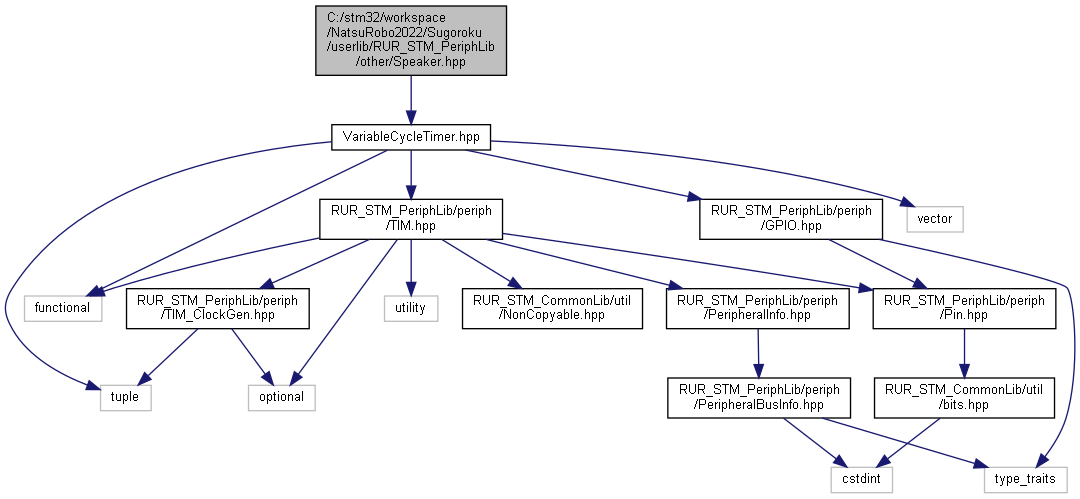 C:/stm32/workspace
/NatsuRobo2022/Sugoroku
/userlib/RUR_STM_PeriphLib
/other/Speaker.hpp
VariableCycleTimer.hpp
RUR_STM_PeriphLib/periph
/TIM.hpp
RUR_STM_PeriphLib/periph
/GPIO.hpp
vector
functional
RUR_STM_PeriphLib/periph
/TIM_ClockGen.hpp
utility
RUR_STM_CommonLib/util
/NonCopyable.hpp
RUR_STM_PeriphLib/periph
/PeripheralInfo.hpp
RUR_STM_PeriphLib/periph
/Pin.hpp
tuple
optional
RUR_STM_PeriphLib/periph
/PeripheralBusInfo.hpp
RUR_STM_CommonLib/util
/bits.hpp
cstdint
type_traits